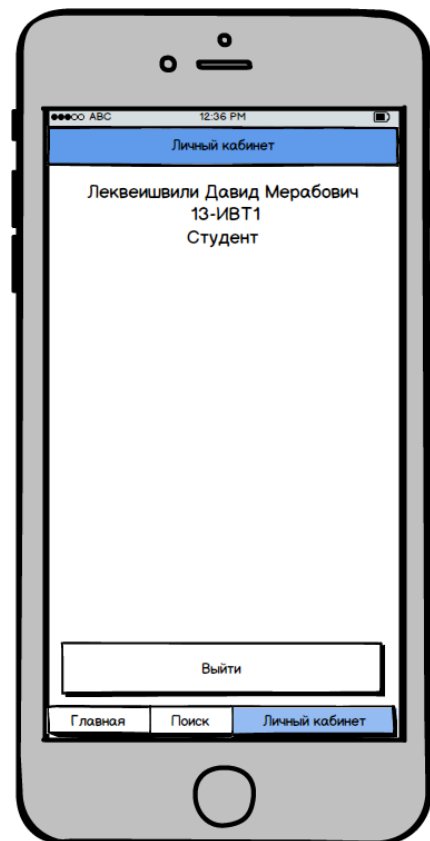 ●●●○○ ABC 12:36 PM
Личный кабинет
Леквеишвили Давид Мерабович
13-ИВТ1
Студент
Выйти
Главная Поиск Личный кабинет